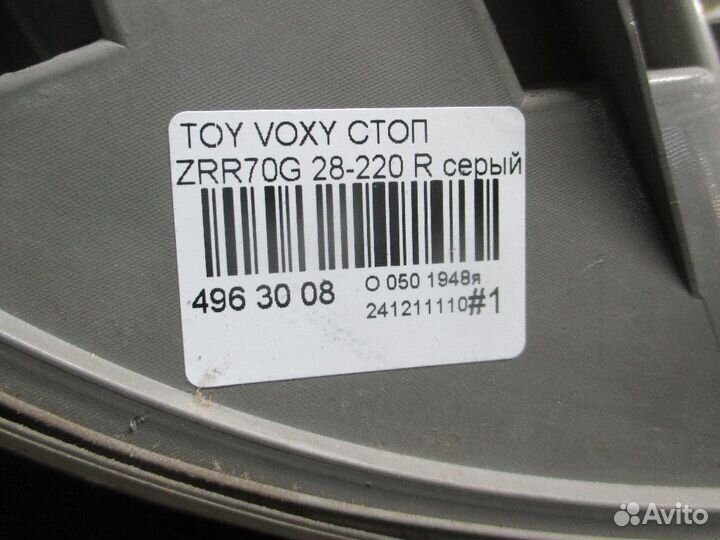 TOY VOXY СТОП
ZRR70G 28-220 R серый
496 30 08
О 050 1948я
241211110#1
Avito